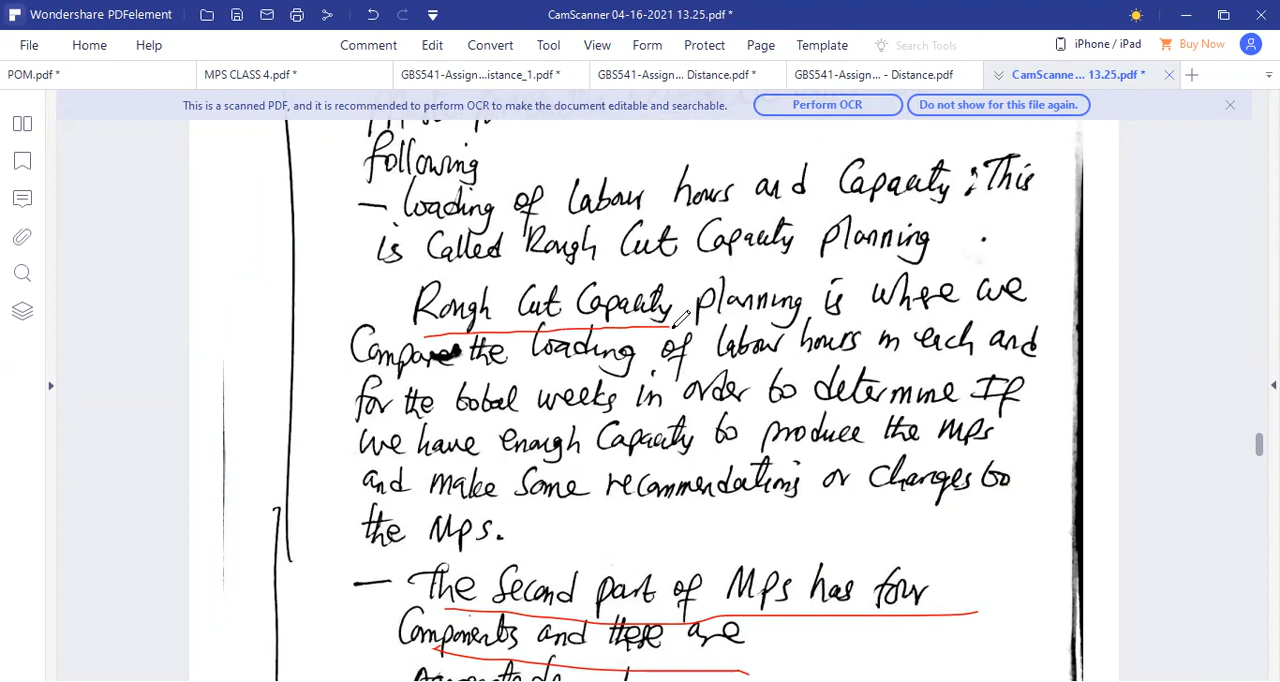 Wondershare PDFelement
CamScanner 04-16-2021 13.25.pdf *
File Home Help Comment Edit Convert Tool View Form Protect Page Template Search Tools iPhone / iPad Buy Now
POM.pdf * MPS CLASS 4.pdf * GBS541-Assign...istance_1.pdf * GBS541-Assign... Distance.pdf * GBS541-Assign... - Distance.pdf CamScanne... 13.25.pdf *
This is a scanned PDF, and it is recommended to perform OCR to make the document editable and searchable. Perform OCR Do not show for this file again.
following
— Loading of labour hours and Capacity; This
is Called Rough Cut Capacity planning .
Rough Cut Capacity planning is where we
Compare the loading of labour hours in each and
for the total weeks in order to determine If
we have enough Capacity to produce the MPS
and make Some recommendations or changes to
the MPS.
— The Second part of MPS has four
Components and these are